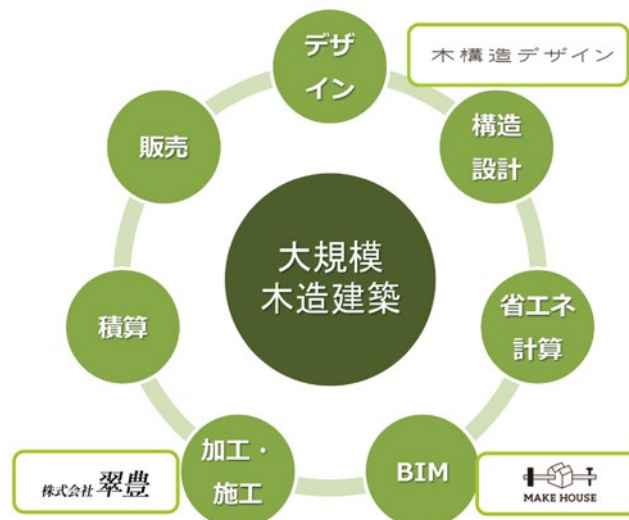 デザ
イン
木構造デザイン
構造
設計
販売
大規模
木造建築
積算
省エネ
計算
加工・
施工
BIM
株式会社 翠豊
MAKE HOUSE